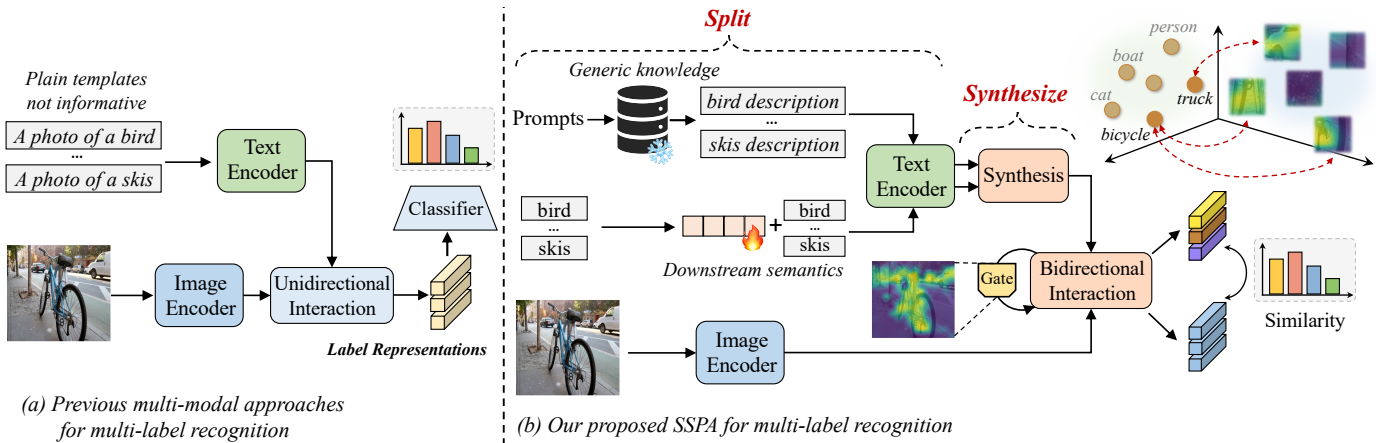 Plain templates
not informative
A photo of a bird
...
A photo of a skis
Text
Encoder
Classifier
Image
Encoder
Unidirectional
Interaction
Label Representations
(a) Previous multi-modal approaches
for multi-label recognition
Split
Generic knowledge
Prompts
bird description
...
skis description
Synthesize
Text
Encoder
Synthesis
bird
...
skis
+
bird
...
skis
Downstream semantics
Gate
Bidirectional
Interaction
Image
Encoder
Similarity
person
boat
cat
truck
bicycle
(b) Our proposed SSPA for multi-label recognition